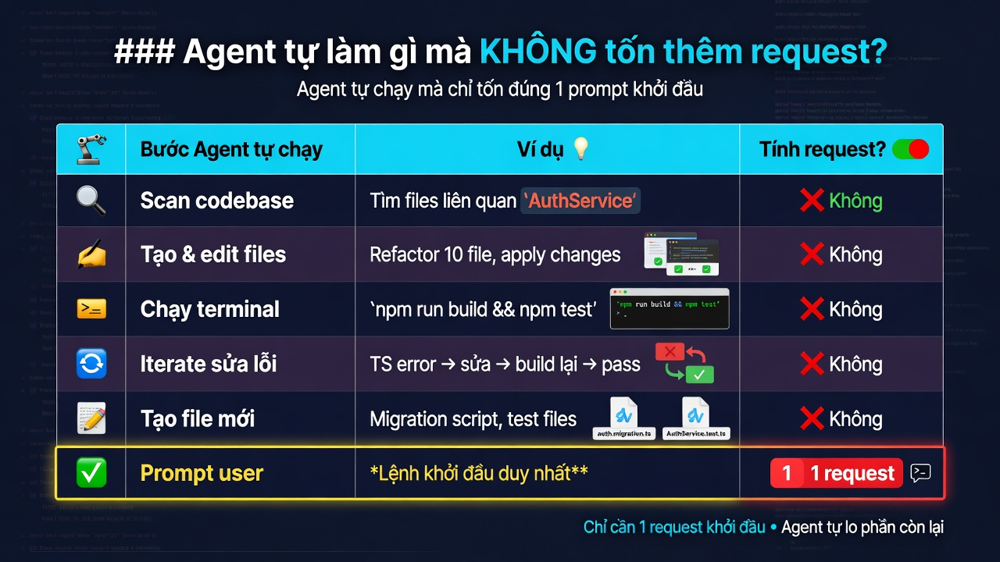 ### Agent tự làm gì mà KHÔNG tốn thêm request?
Agent tự chạy mà chỉ tốn đúng 1 prompt khởi đầu
Bước Agent tự chạy
Ví dụ
Tính request?
Scan codebase
Tìm files liên quan 'AuthService'
Không
Tạo & edit files
Refactor 10 file, apply changes
Không
Chạy terminal
‛npm run build && npm test’
"npm run build && npm test"
> _
Không
Iterate sửa lỗi
TS error → sửa → build lại → pass
Không
Tạo file mới
Migration script, test files
auth.migration.ts
AuthService.test.ts
Không
Prompt user
*Lệnh khởi đầu duy nhất**
1 1 request
Chỉ cần 1 request khởi đầu • Agent tự lo phần còn lại